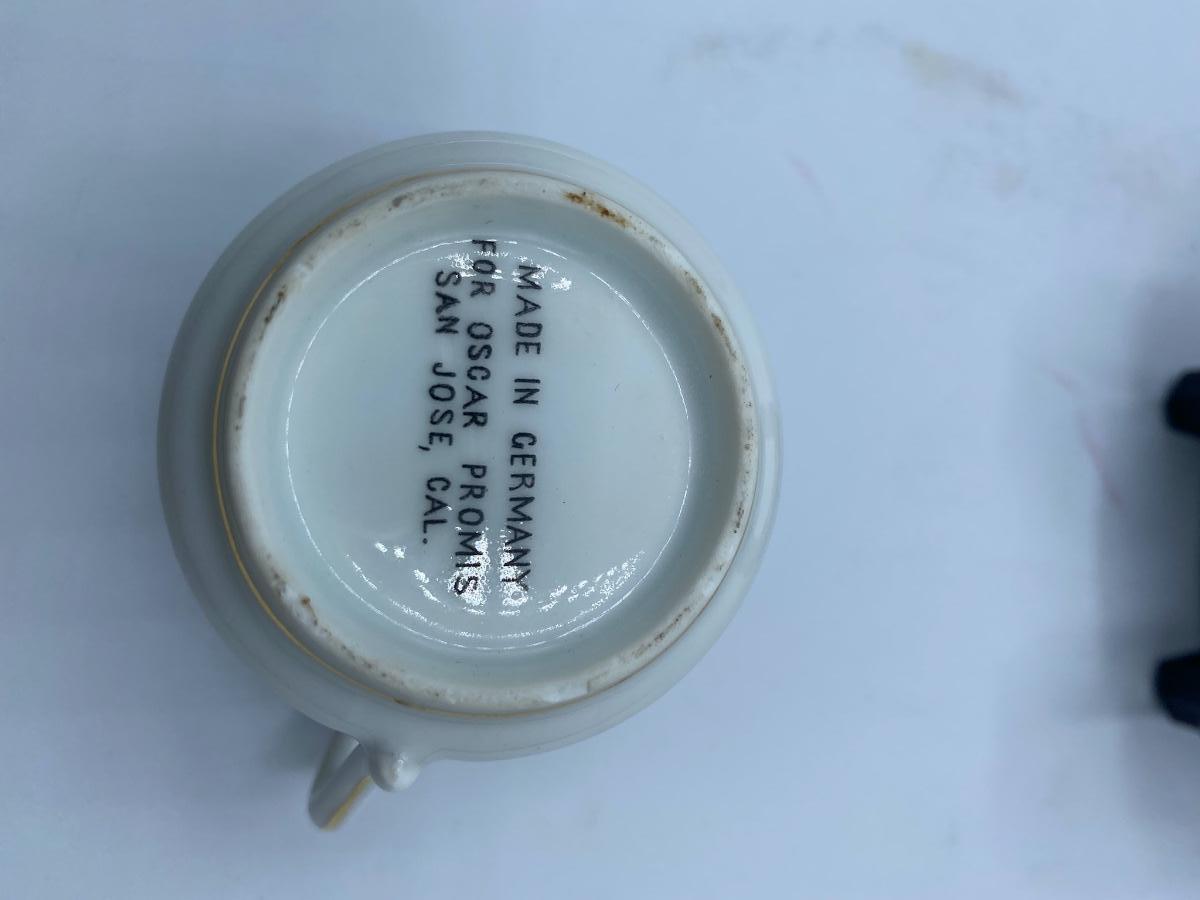 MADE IN GERMANY
FOR OSCAR PROMIS
SAN JOSE, CAL.